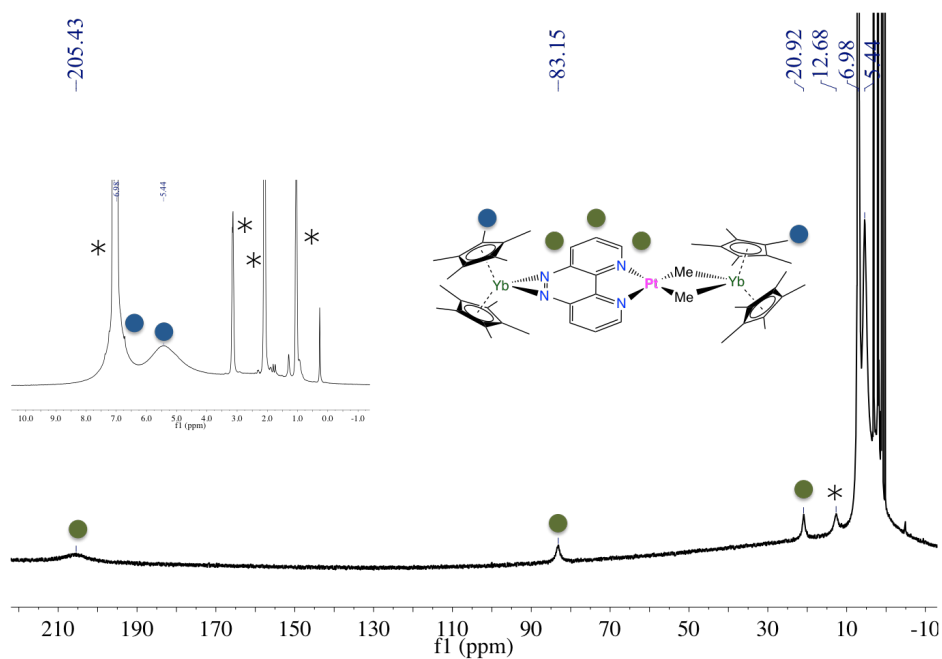 –205.43
–83.15
20.92
12.68
6.98
5.44
6.98
5.44
*
*
*
*
N
N
N
N
Yb
Pt
Me
Me
Yb
10.0 9.0 8.0 7.0 6.0 5.0 4.0 3.0 2.0 1.0 0.0 -1.0
f1 (ppm)
*
210 190 170 150 130 110 90 70 50 30 10 -10
f1 (ppm)